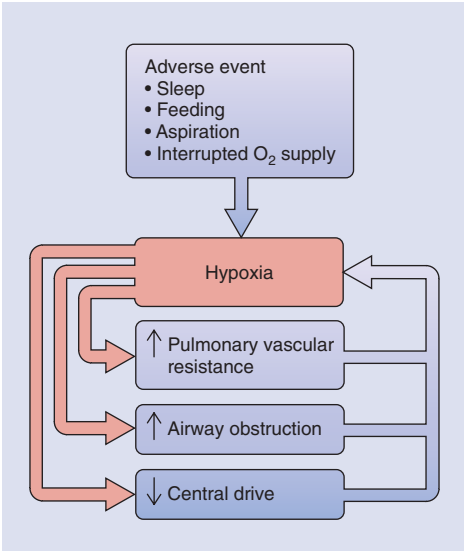 Adverse event
• Sleep
• Feeding
• Aspiration
• Interrupted O₂ supply
Hypoxia
↑ Pulmonary vascular
resistance
↑ Airway obstruction
↓ Central drive